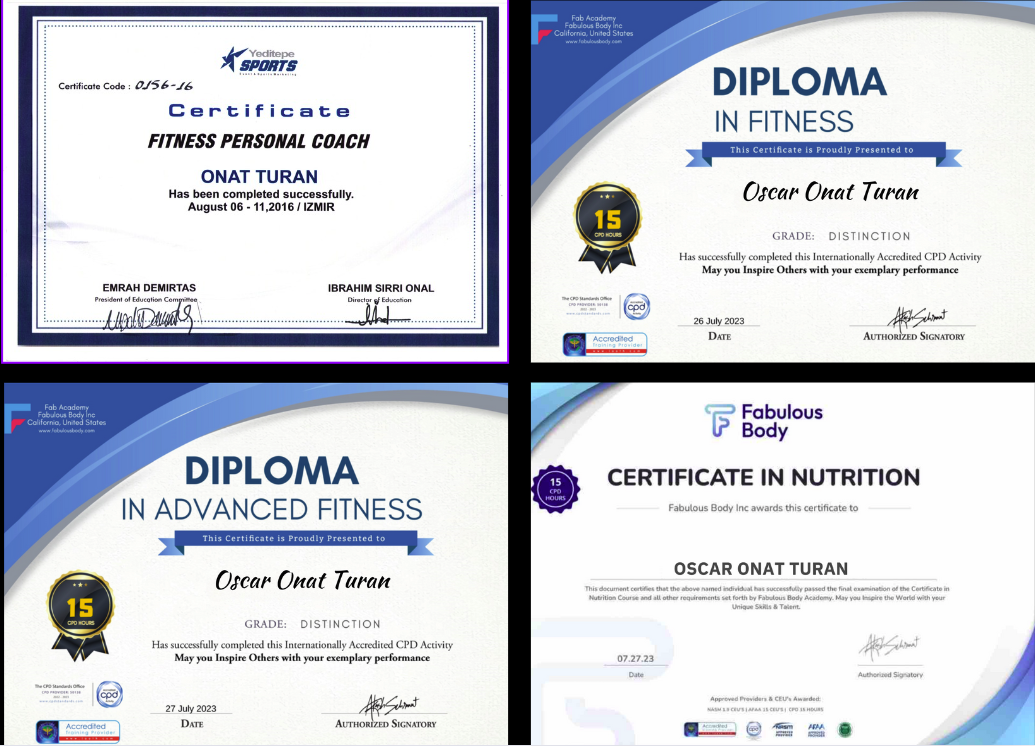 Yeditepe
SPORTS
Event & Sports Marketing
Certificate Code : 0156-16
Certificate
FITNESS PERSONAL COACH
ONAT TURAN
Has been completed successfully.
August 06 - 11,2016 / IZMIR
EMRAH DEMIRTAS
President of Education Committee
IBRAHIM SIRRI ONAL
Director of Education
Fab Academy
Fabulous Body Inc
California, United States
www.fabulousbody.com
DIPLOMA
IN FITNESS
This Certificate is Proudly Presented to
Oscar Onat Turan
15
CPD HOURS
GRADE: DISTINCTION
Has successfully completed this Internationally Accredited CPD Activity
May you Inspire Others with your exemplary performance
The CPD Standards Office
cpd
Accredited
Training Provider
26 July 2023
DATE
AUTHORIZED SIGNATORY
Fab Academy
Fabulous Body Inc
California, United States
www.fabulousbody.com
DIPLOMA
IN ADVANCED FITNESS
This Certificate is Proudly Presented to
Oscar Onat Turan
15
CPD HOURS
GRADE: DISTINCTION
Has successfully completed this Internationally Accredited CPD Activity
May you Inspire Others with your exemplary performance
The CPD Standards Office
cpd
Accredited
Training Provider
27 July 2023
DATE
AUTHORIZED SIGNATORY
Fabulous
Body
15
CPD
HOURS
CERTIFICATE IN NUTRITION
Fabulous Body Inc awards this certificate to
OSCAR ONAT TURAN
This document certifies that the above named individual has successfully passed the final examination of the Certificate in
Nutrition Course and all other requirements set forth by Fabulous Body Academy. May you Inspire the World with your
Unique Skills & Talent.
07.27.23
Date
Authorized Signatory
Approved Providers & CEU's Awarded:
NASM 1.5 CEU'S | AFAA 15 CEU'S | CPD 15 HOURS
Accredited
cpd
NASM
AFAA